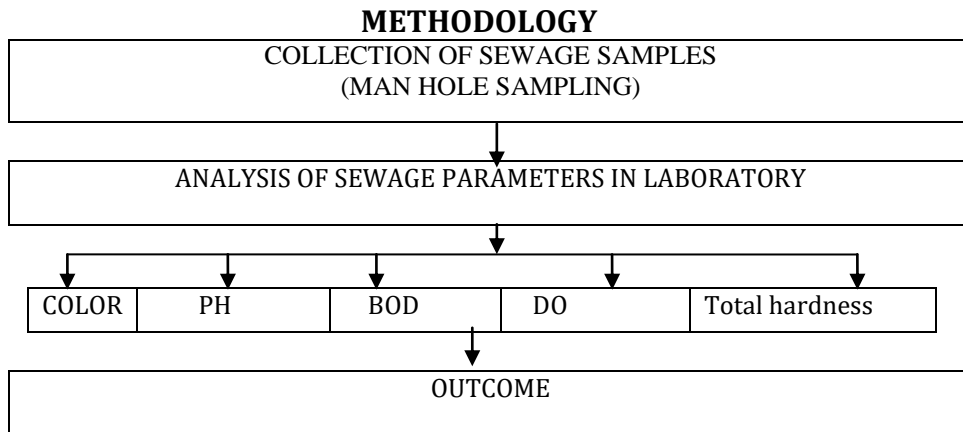 METHODOLOGY
COLLECTION OF SEWAGE SAMPLES
(MAN HOLE SAMPLING)
ANALYSIS OF SEWAGE PARAMETERS IN LABORATORY
COLOR PH BOD DO Total hardness
OUTCOME